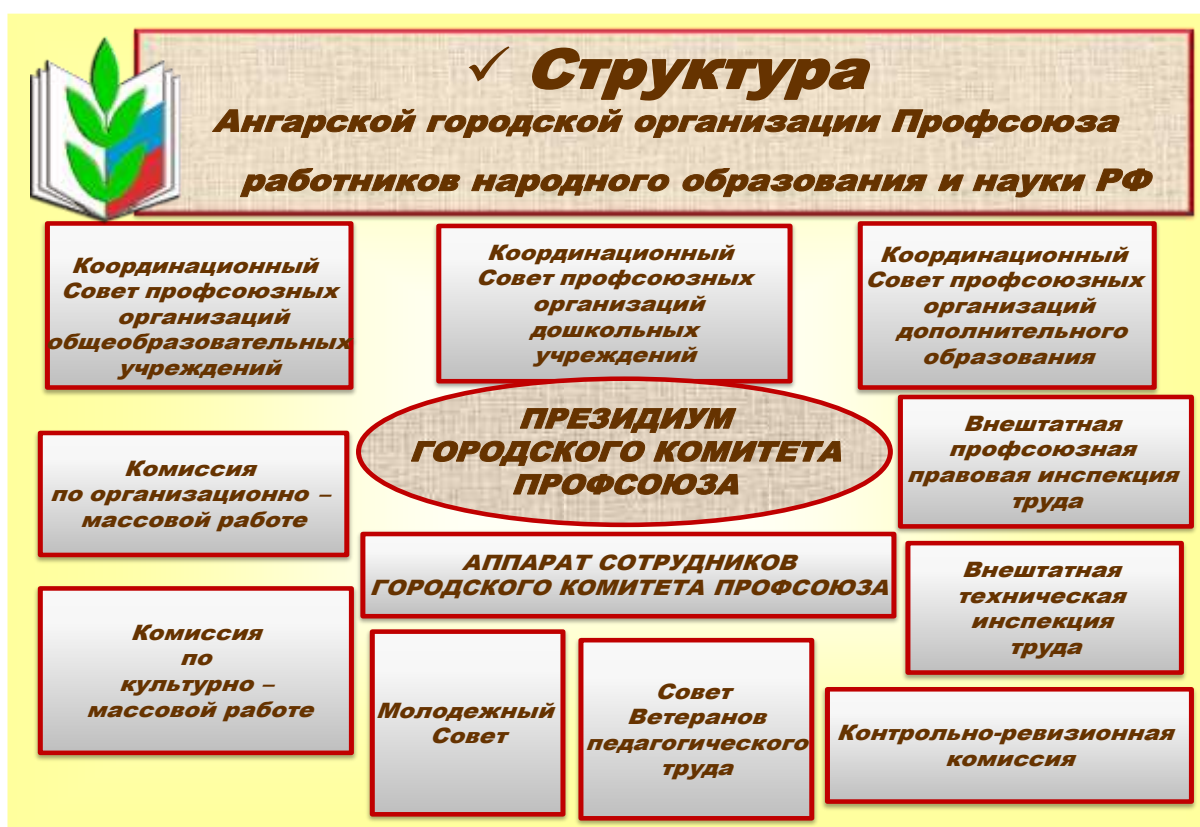 ✓ Структура
Ангарской городской организации Профсоюза
работников народного образования и науки РФ
Координационный
Совет профсоюзных
организаций
общеобразовательных
учреждений
Координационный
Совет профсоюзных
организаций
дошкольных
учреждений
Координационный
Совет профсоюзных
организаций
дополнительного
образования
ПРЕЗИДИУМ
ГОРОДСКОГО КОМИТЕТА
ПРОФСОЮЗА
Внештатная
профсоюзная
правовая инспекция
труда
Комиссия
по организационно –
массовой работе
АППАРАТ СОТРУДНИКОВ
ГОРОДСКОГО КОМИТЕТА ПРОФСОЮЗА
Внештатная
техническая
инспекция
труда
Комиссия
по
культурно –
массовой работе
Молодежный
Совет
Совет
Ветеранов
педагогического
труда
Контрольно-ревизионная
комиссия